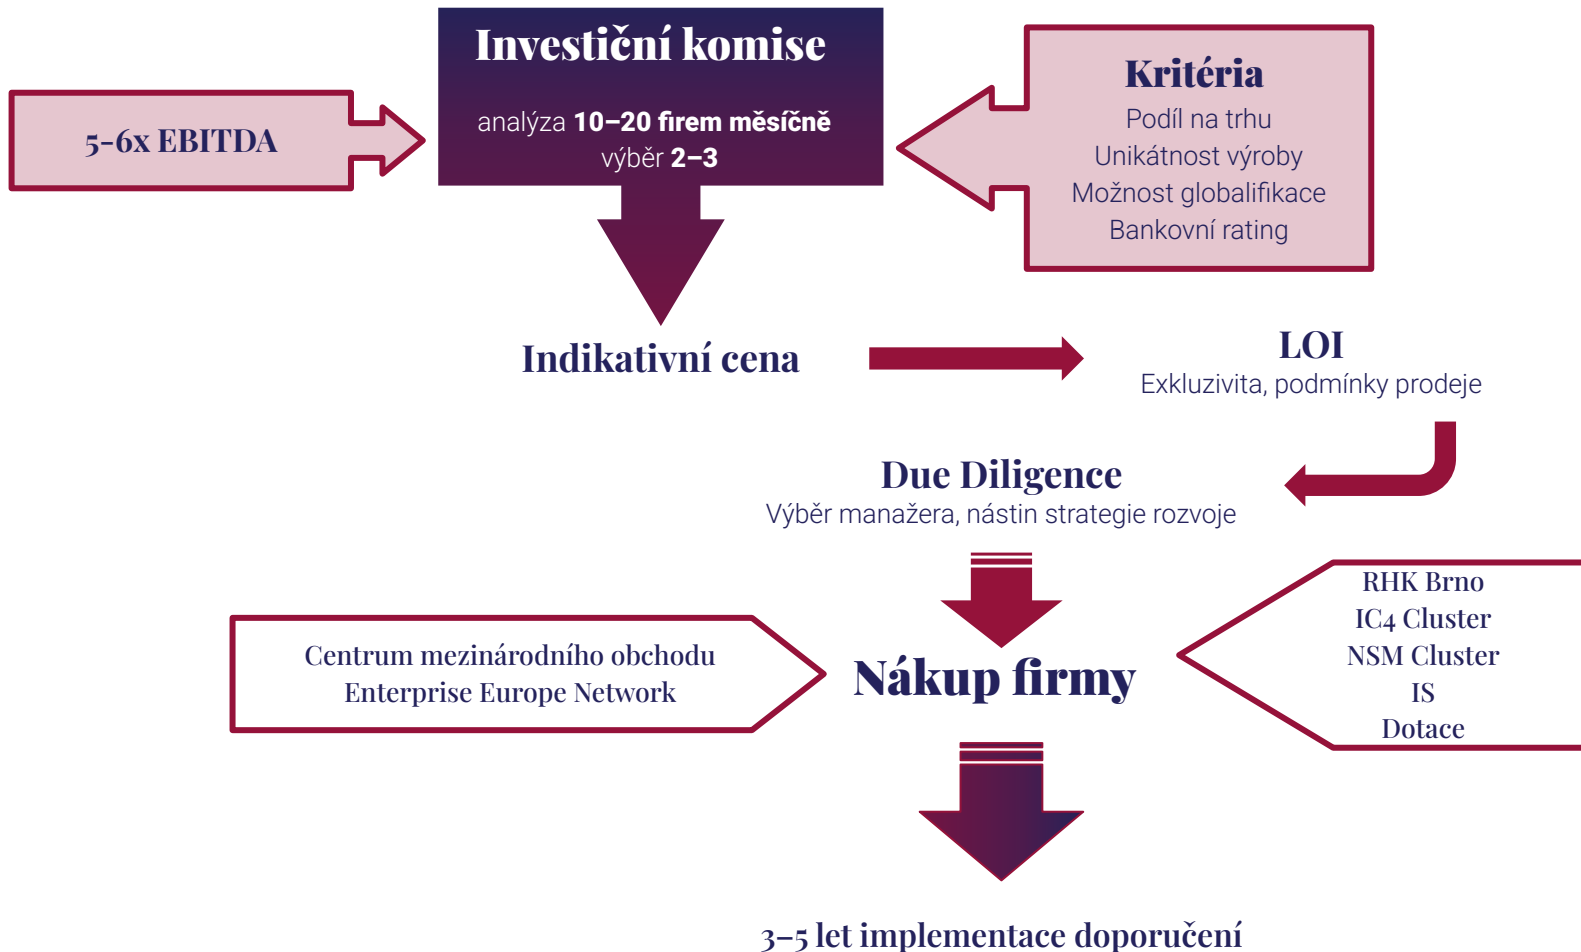 Investiční komise
analýza 10–20 firem měsíčně
výběr 2–3
5-6x EBITDA
Kritéria
Podíl na trhu
Unikátnost výroby
Možnost globalifikace
Bankovní rating
Indikativní cena
LOI
Exkluzivita, podmínky prodeje
Due Diligence
Výběr manažera, nástin strategie rozvoje
Centrum mezinárodního obchodu
Enterprise Europe Network
Nákup firmy
RHK Brno
IC4 Cluster
NSM Cluster
IS
Dotace
3–5 let implementace doporučení